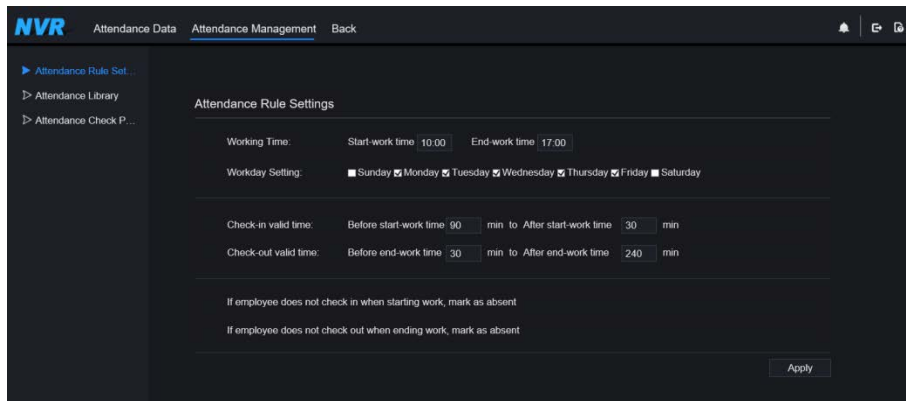 NVR Attendance Data Attendance Management Back
Attendance Rule Set...
Attendance Library
Attendance Check P...
Attendance Rule Settings
Working Time: Start-work time 10:00 End-work time 17:00
Workday Setting: Sunday Monday Tuesday Wednesday Thursday Friday Saturday
Check-in valid time: Before start-work time 90 min to After start-work time 30 min
Check-out valid time: Before end-work time 30 min to After end-work time 240 min
If employee does not check in when starting work, mark as absent
If employee does not check out when ending work, mark as absent
Apply